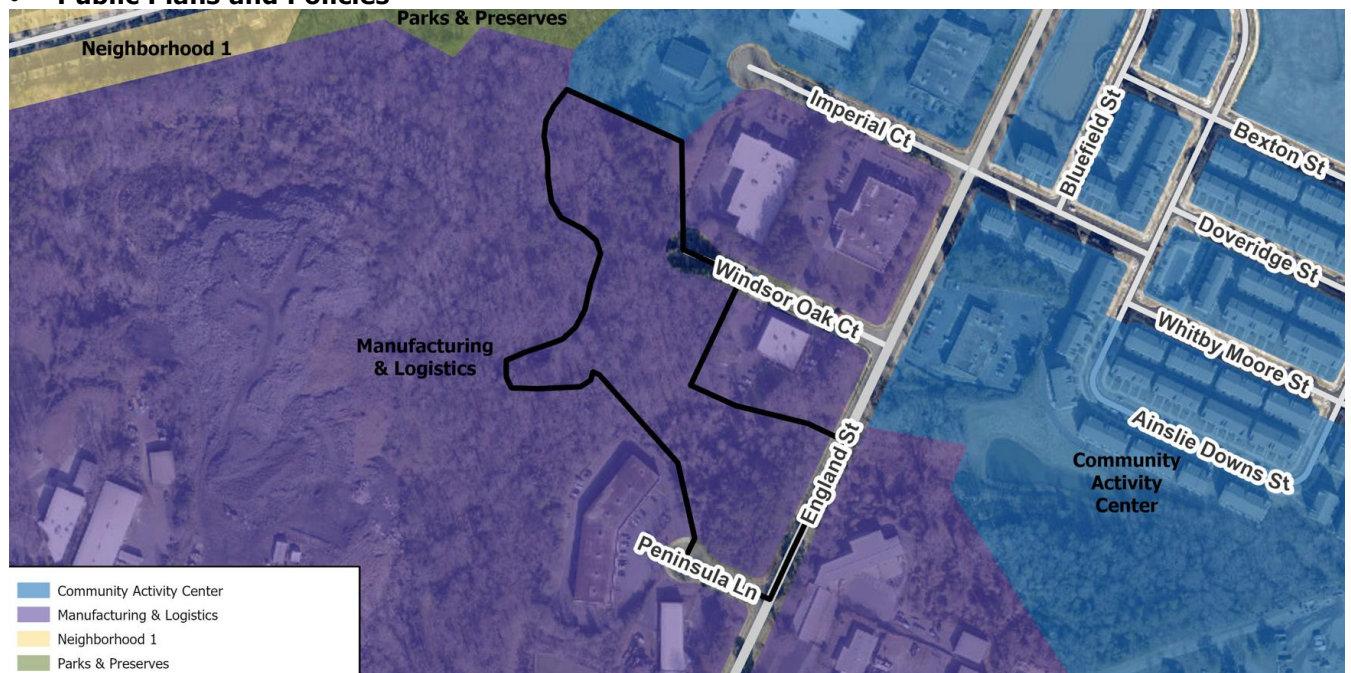 • Public Plans and Policies
Parks & Preserves
Neighborhood 1
Imperial Ct
Bluefield St
Bexton St
Doveridge St
Windsor Oak Ct
Whitby Moore St
Manufacturing
& Logistics
Ainslie Downs St
England St
Community
Activity
Center
Peninsula Ln
Community Activity Center
Manufacturing & Logistics
Neighborhood 1
Parks & Preserves